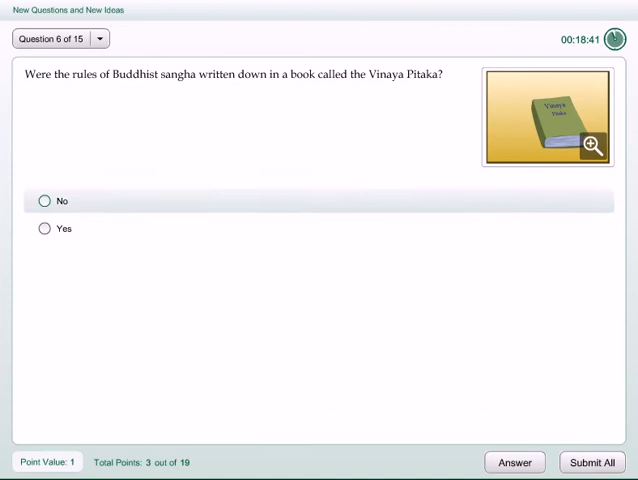 New Questions and New Ideas
Question 6 of 15
00:18:41
Were the rules of Buddhist sangha written down in a book called the Vinaya Pitaka?
Vinaya
Pitaka
No
Yes
Point Value: 1
Total Points: 3 out of 19
Answer
Submit All